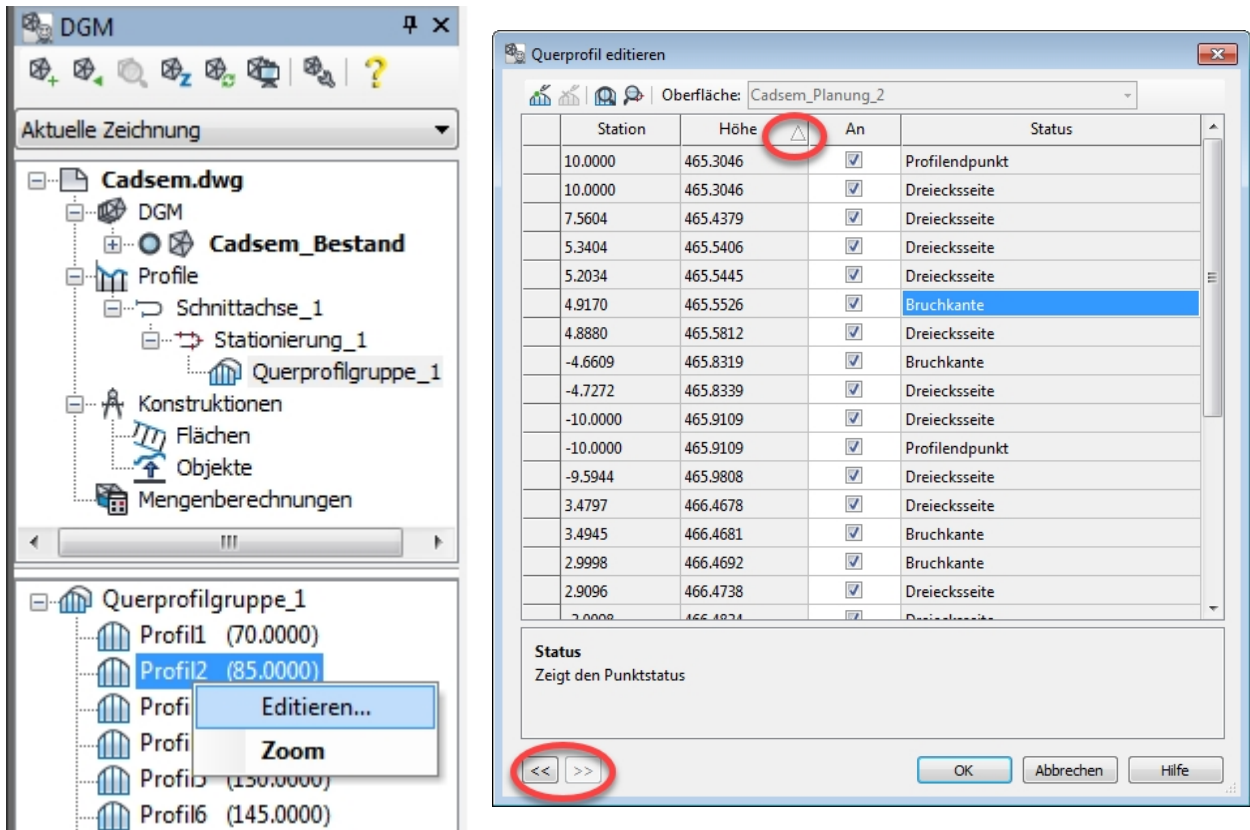 DGM
Aktuelle Zeichnung
Cadsem.dwg
DGM
Cadsem_Bestand
Profile
Schnittachse_1
Stationierung_1
Querprofilgruppe_1
Konstruktionen
Flächen
Objekte
Mengenberechnungen
Querprofilgruppe_1
Profil1 (70.0000)
Profil2 (85.0000)
Profi
Editieren...
Profi
Zoom
Profil5 (130.0000)
Profil6 (145.0000)
Querprofil editieren
Oberfläche: Cadsem_Planung_2
Station Höhe An Status
10.0000 465.3046 Profilendpunkt
10.0000 465.3046 Dreiecksseite
7.5604 465.4379 Dreiecksseite
5.3404 465.5406 Dreiecksseite
5.2034 465.5445 Dreiecksseite
4.9170 465.5526 Bruchkante
4.8880 465.5812 Dreiecksseite
-4.6609 465.8319 Bruchkante
-4.7272 465.8339 Dreiecksseite
-10.0000 465.9109 Dreiecksseite
-10.0000 465.9109 Profilendpunkt
-9.5944 465.9808 Dreiecksseite
3.4797 466.4678 Dreiecksseite
3.4945 466.4681 Bruchkante
2.9998 466.4692 Bruchkante
2.9096 466.4738 Dreiecksseite
Status
Zeigt den Punktstatus
<< >> OK Abbrechen Hilfe